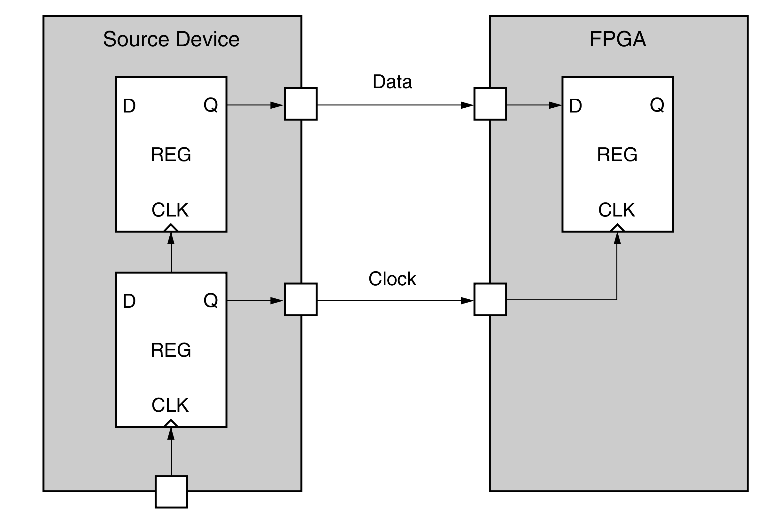 Source Device
FPGA
Data
D Q
REG
CLK
D Q
REG
CLK
Clock
D Q
REG
CLK